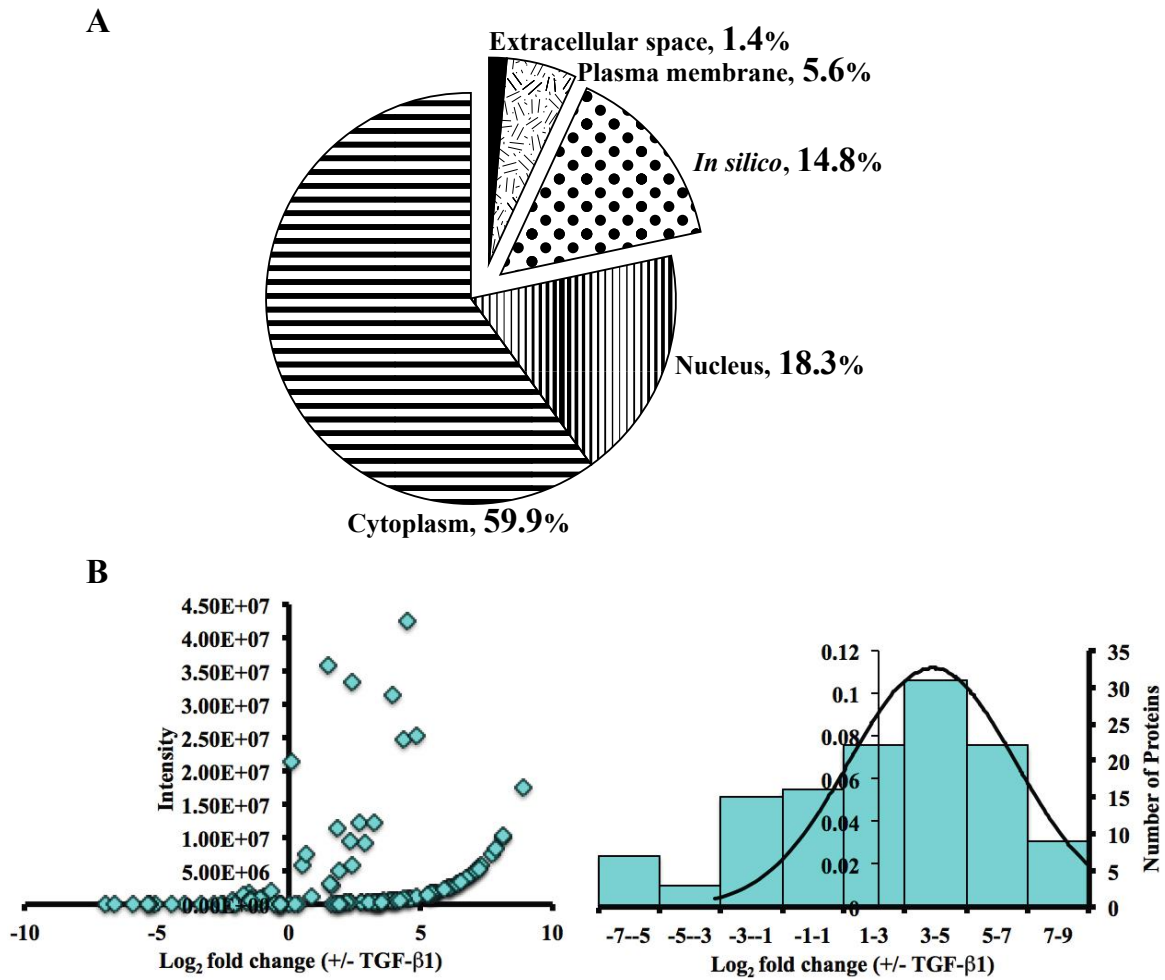 A
Extracellular space, 1.4%
Plasma membrane, 5.6%
In silico, 14.8%
Nucleus, 18.3%
Cytoplasm, 59.9%
B
Intensity
4.50E+07
4.00E+07
3.50E+07
3.00E+07
2.50E+07
2.00E+07
1.50E+07
1.00E+07
5.00E+06
0.00E+00
-10 -5 0 5 10
Log₂ fold change (+/- TGF-β1)
0.12
0.1
0.08
0.06
0.04
0.02
0
35
30
25
20
15
10
5
0
Number of Proteins
-7--5 -5--3 -3--1 -1-1 1-3 3-5 5-7 7-9
Log₂ fold change (+/- TGF-β1)